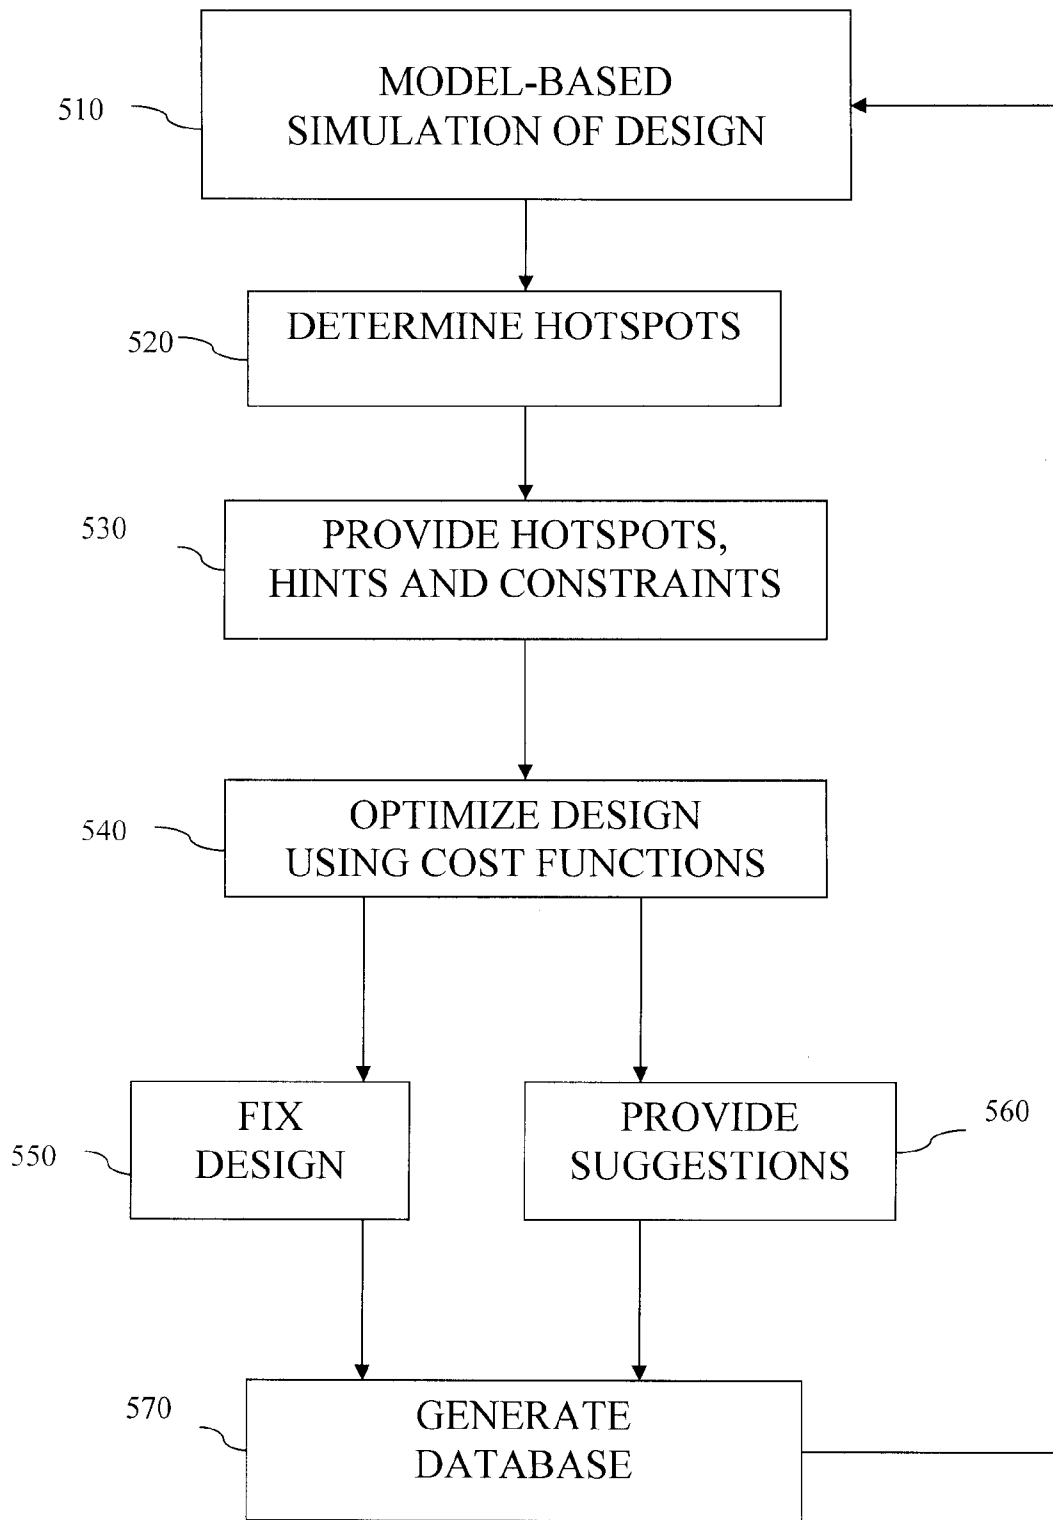 510
MODEL-BASED
SIMULATION OF DESIGN
520
DETERMINE HOTSPOTS
530
PROVIDE HOTSPOTS,
HINTS AND CONSTRAINTS
540
OPTIMIZE DESIGN
USING COST FUNCTIONS
550
FIX
DESIGN
PROVIDE
SUGGESTIONS
560
570
GENERATE
DATABASE